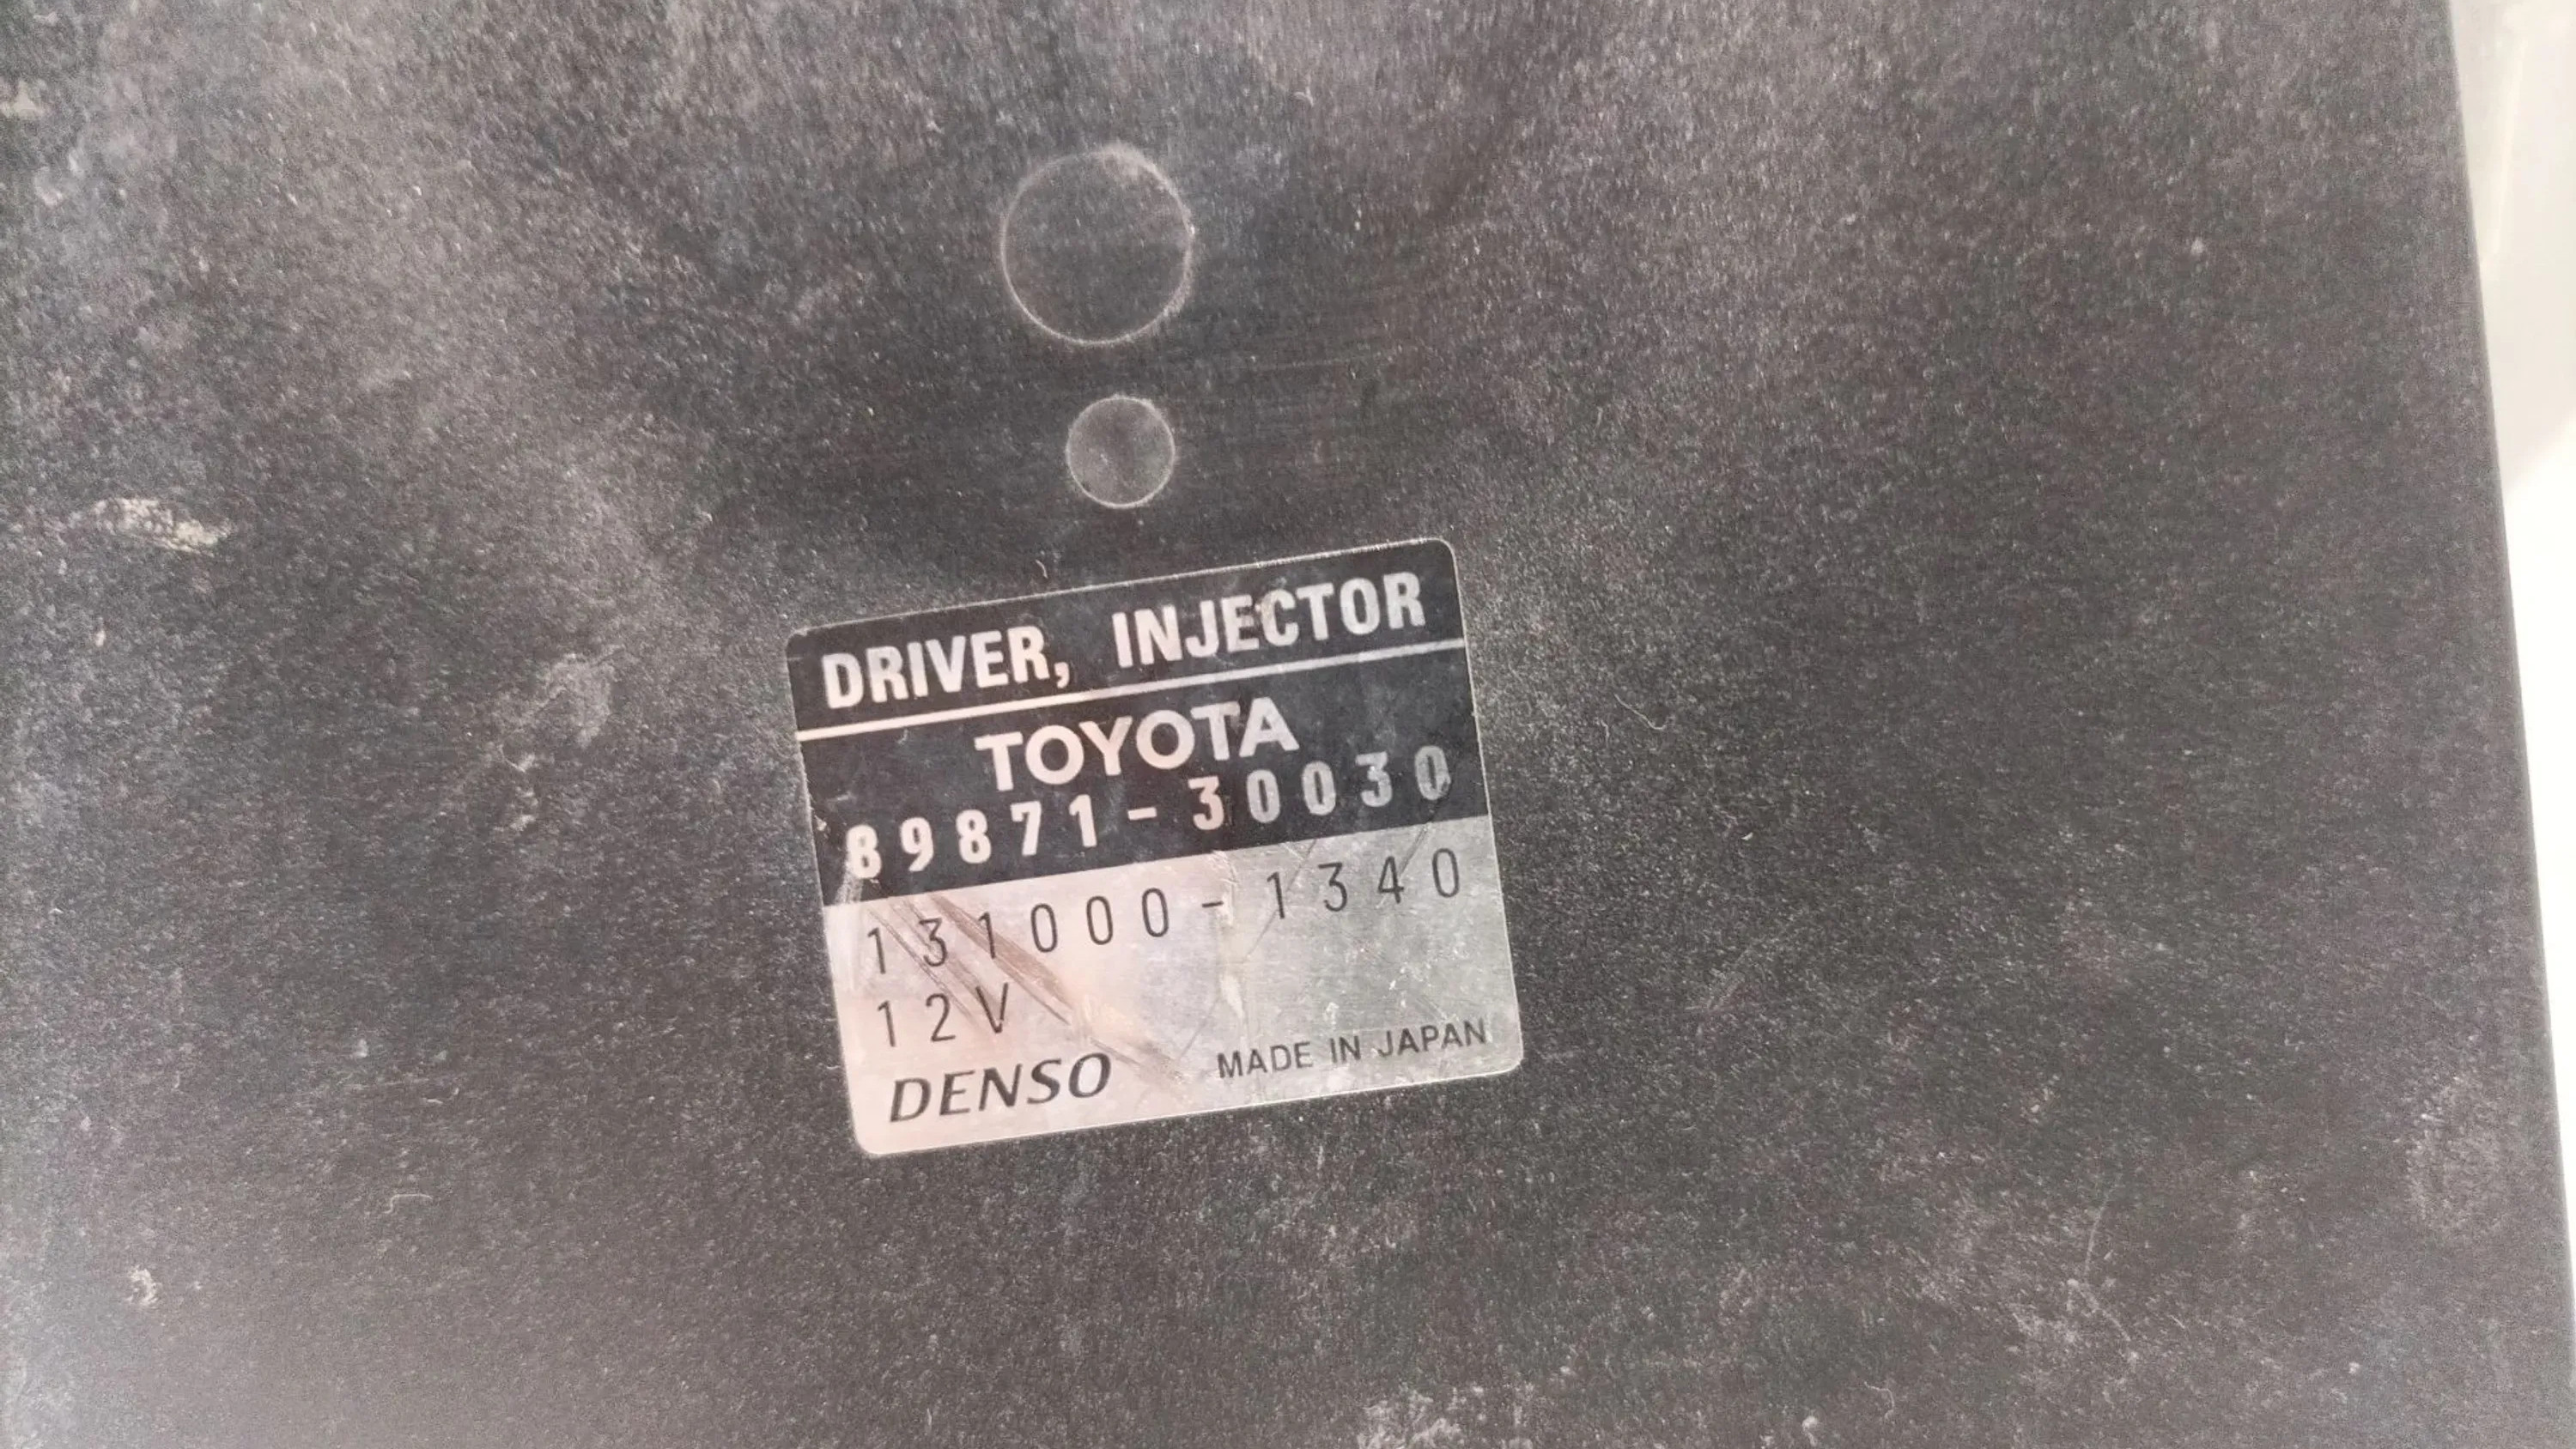 DRIVER, INJECTOR
TOYOTA
89871-30030
131000-1340
12V
DENSO MADE IN JAPAN